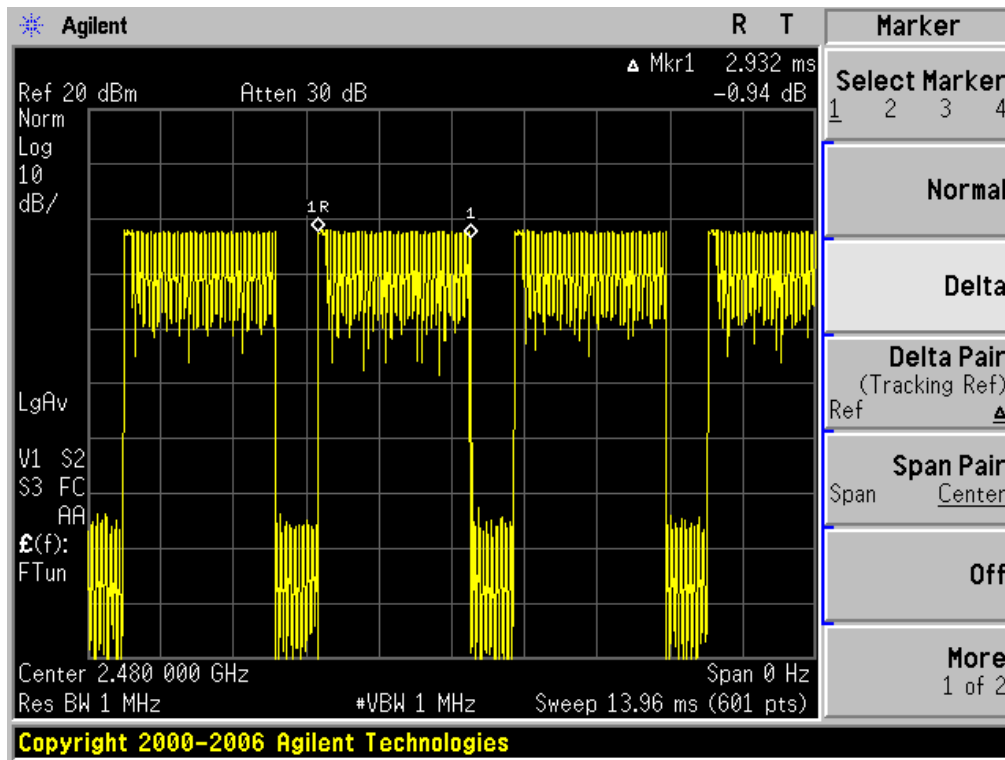 Agilent R T
Marker
Δ Mkr1 2.932 ms
Ref 20 dBm Atten 30 dB -0.94 dB
Norm
Log
10
dB/
1R
1
LgAv
V1 S2
S3 FC
AA
£(f):
FTun
Center 2.480 000 GHz Span 0 Hz
Res BW 1 MHz #VBW 1 MHz Sweep 13.96 ms (601 pts)
Select Marker
1 2 3 4
Normal
Delta
Delta Pair
(Tracking Ref)
Ref Δ
Span Pair
Span Center
Off
More
1 of 2
Copyright 2000-2006 Agilent Technologies